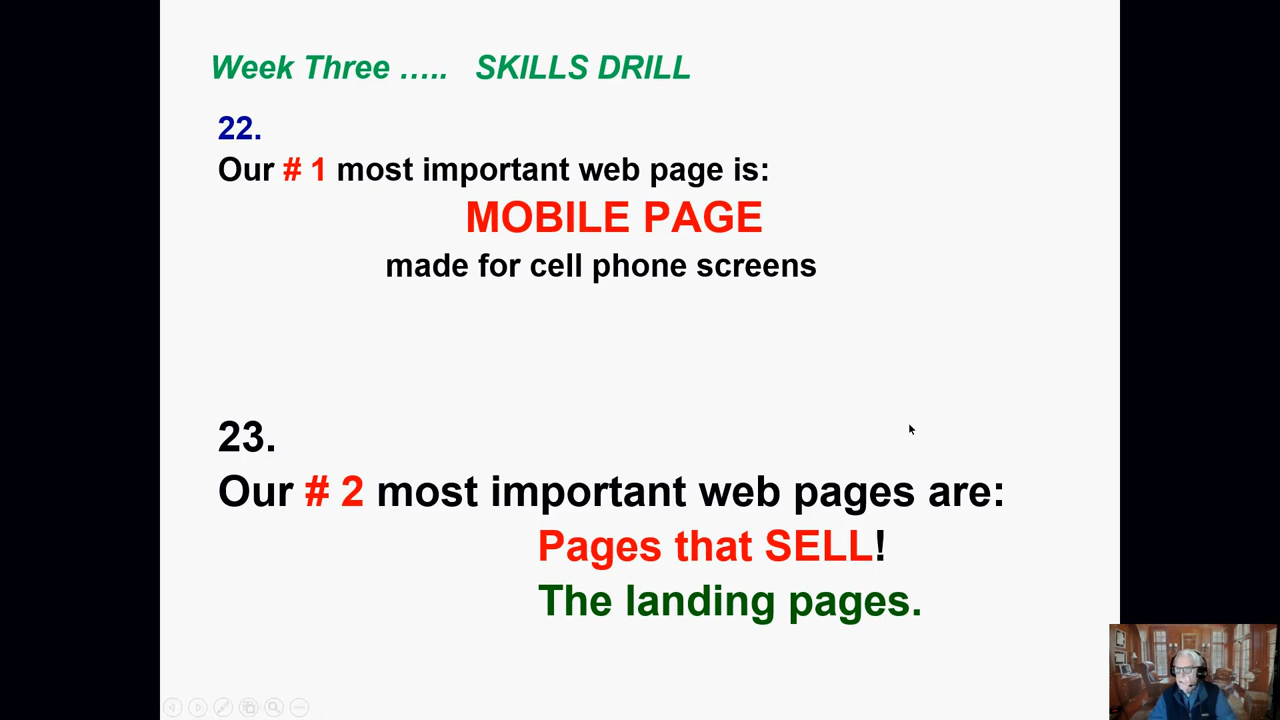 Week Three ….. SKILLS DRILL
22.
Our # 1 most important web page is:
MOBILE PAGE
made for cell phone screens
23.
Our # 2 most important web pages are:
Pages that SELL!
The landing pages.